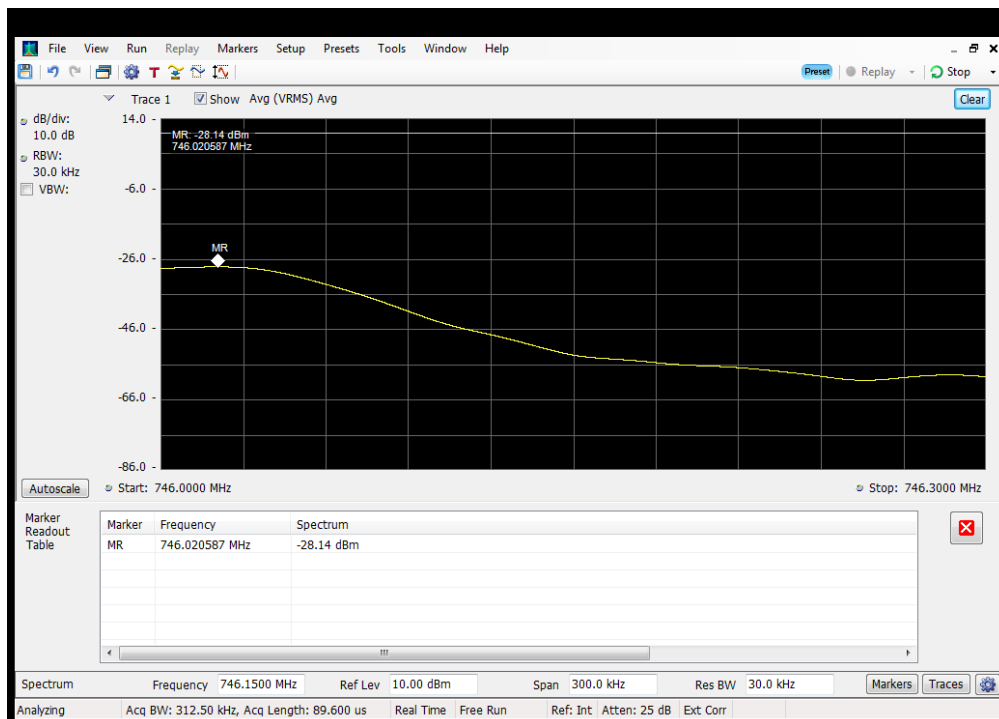 File View Run Replay Markers Setup Presets Tools Window Help
T Preset Replay Stop
Trace 1 Show Avg (VRMS) Avg Clear
dB/div:
10.0 dB
RBW:
30.0 kHz
VBW:
14.0
MR: -28.14 dBm
746.020587 MHz
-6.0
MR
-26.0
-46.0
-66.0
-86.0
Autoscale Start: 746.0000 MHz Stop: 746.3000 MHz
Marker
Readout
Table
Marker Frequency Spectrum
MR 746.020587 MHz -28.14 dBm
Spectrum Frequency 746.1500 MHz Ref Lev 10.00 dBm Span 300.0 kHz Res BW 30.0 kHz Markers Traces
Analyzing Acq BW: 312.50 kHz, Acq Length: 89.600 us Real Time Free Run Ref: Int Atten: 25 dB Ext Corr